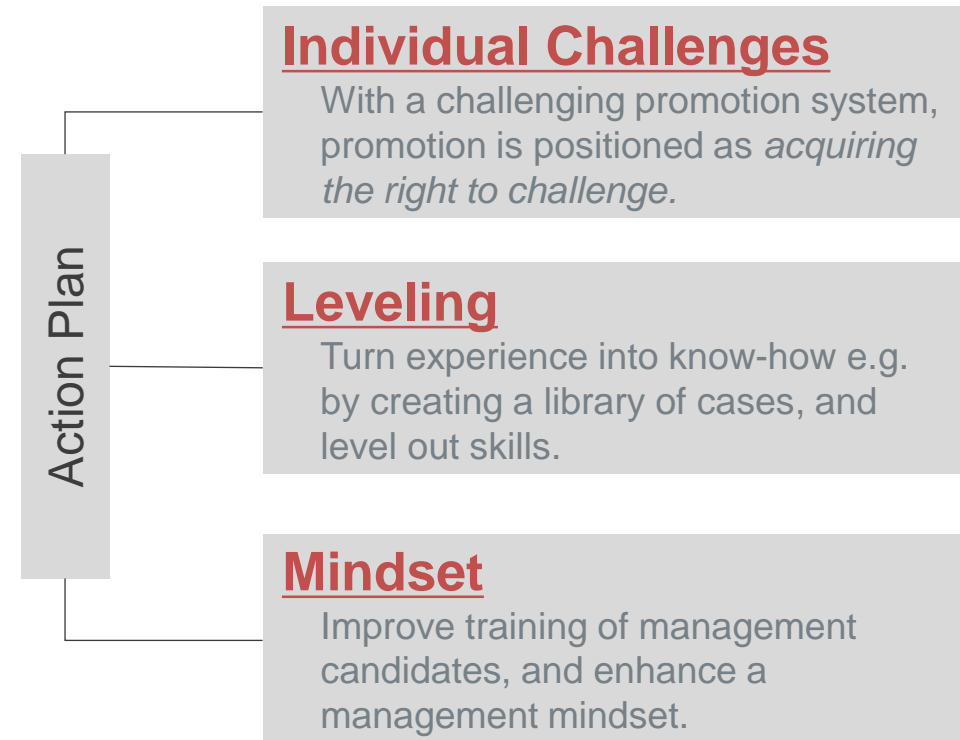 Action Plan
Individual Challenges
With a challenging promotion system,
promotion is positioned as acquiring
the right to challenge.
Leveling
Turn experience into know-how e.g.
by creating a library of cases, and
level out skills.
Mindset
Improve training of management
candidates, and enhance a
management mindset.